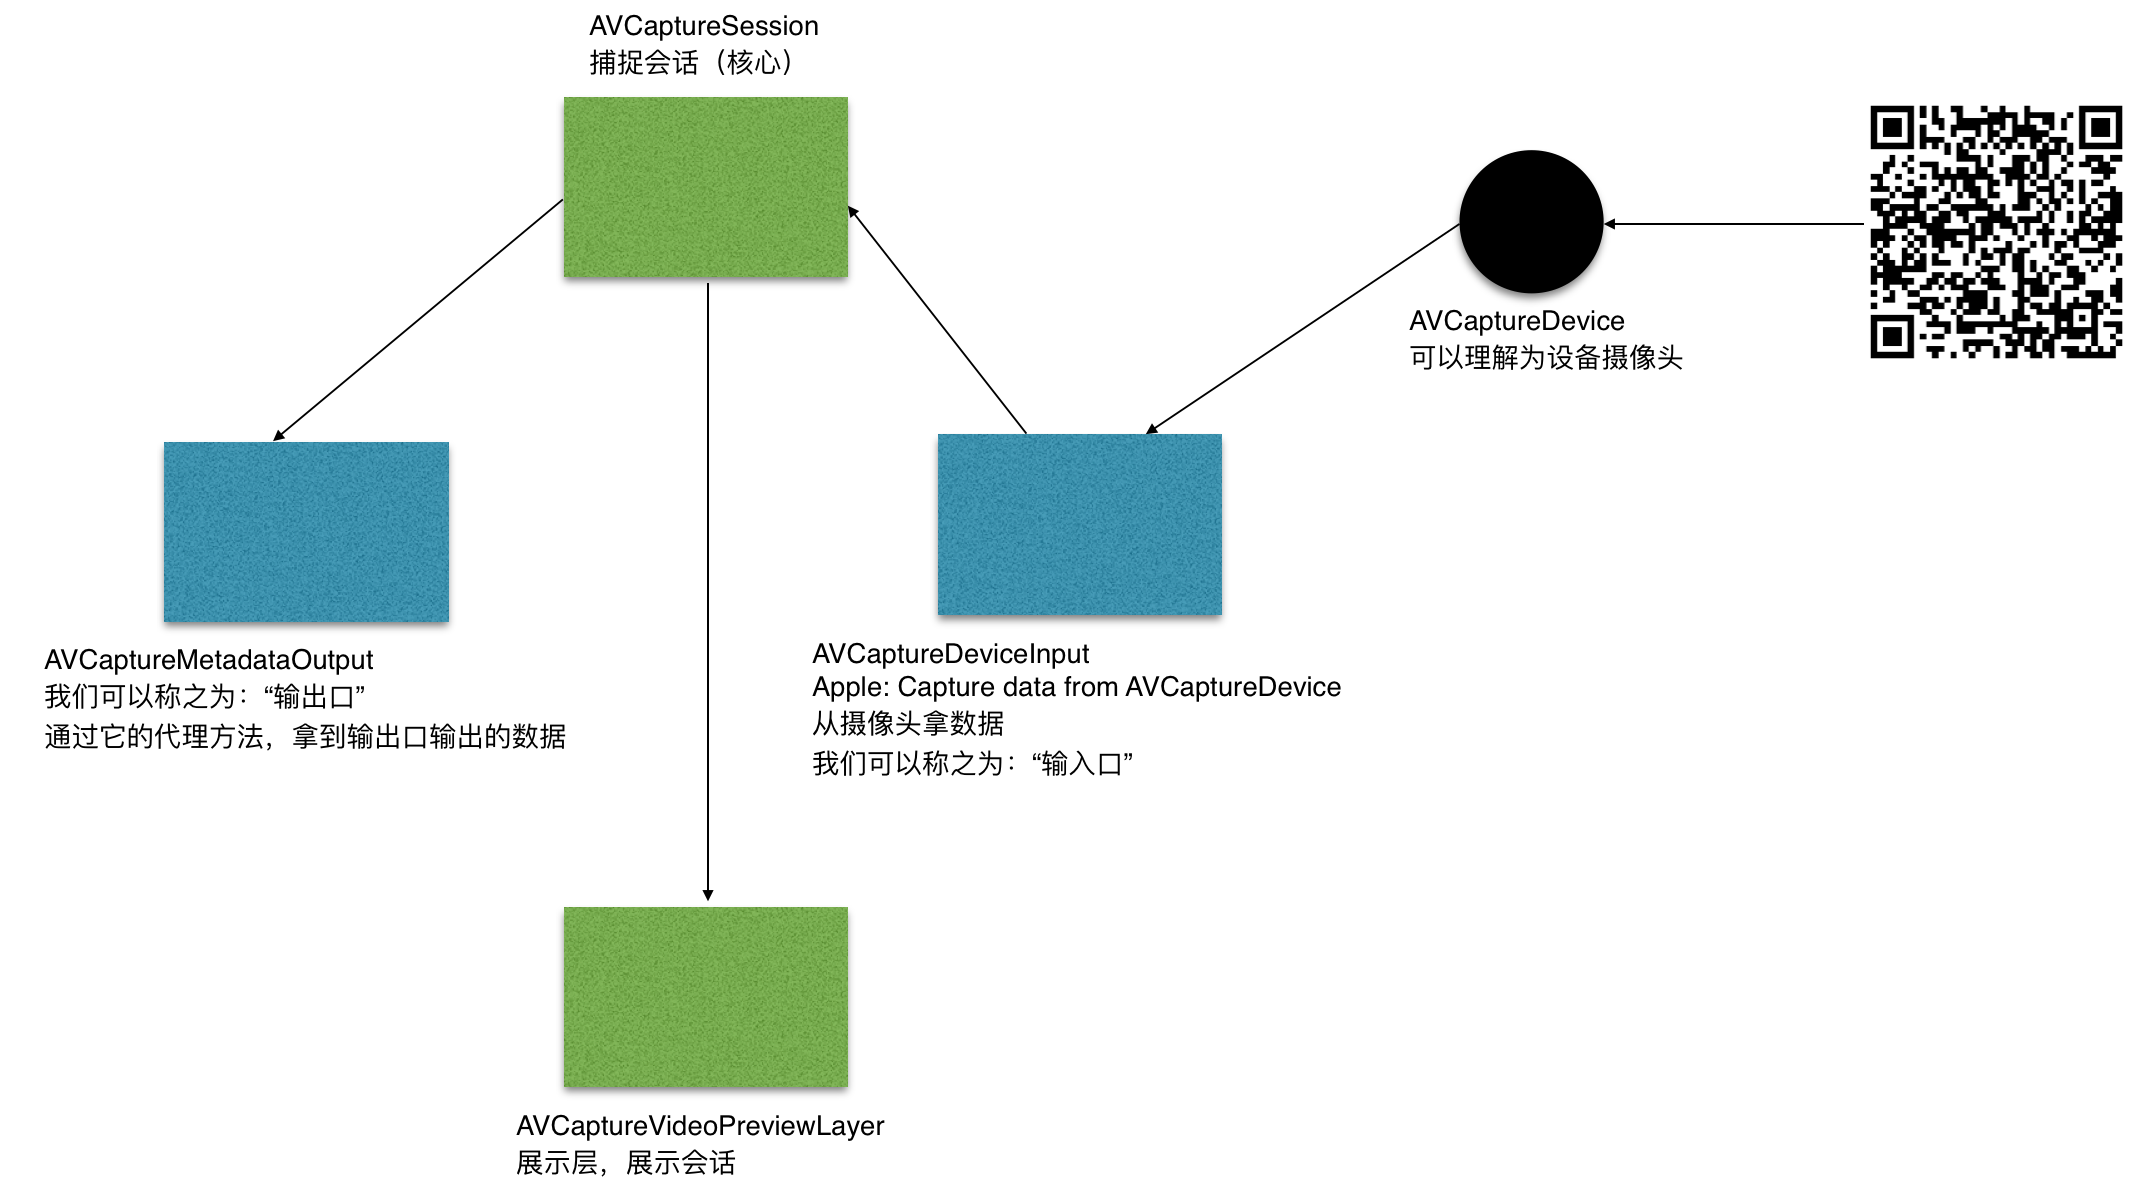 AVCaptureSession
捕捉会话（核心）
AVCaptureDevice
可以理解为设备摄像头
AVCaptureMetadataOutput
我们可以称之为：“输出口”
通过它的代理方法，拿到输出口输出的数据
AVCaptureDeviceInput
Apple: Capture data from AVCaptureDevice
从摄像头拿数据
我们可以称之为：“输入口”
AVCaptureVideoPreviewLayer
展示层，展示会话